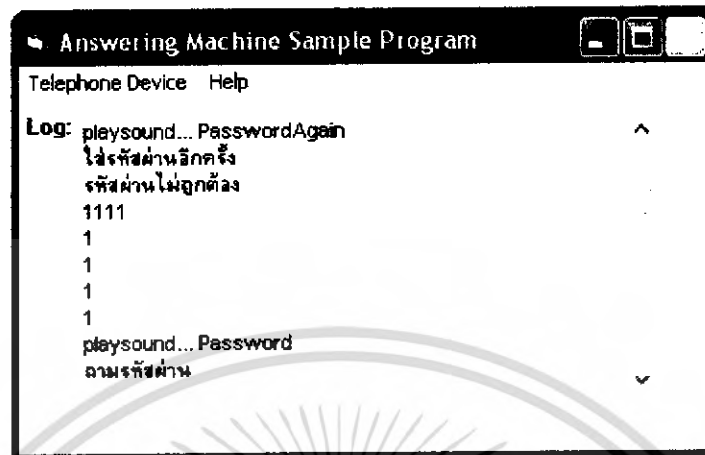 Answering Machine Sample Program
Telephone Device Help
Log: playsound... PasswordAgain
ใส่รหัสผ่านอีกครั้ง
รหัสผ่านไม่ถูกต้อง
1111
1
1
1
1
playsound... Password
ถามรหัสผ่าน